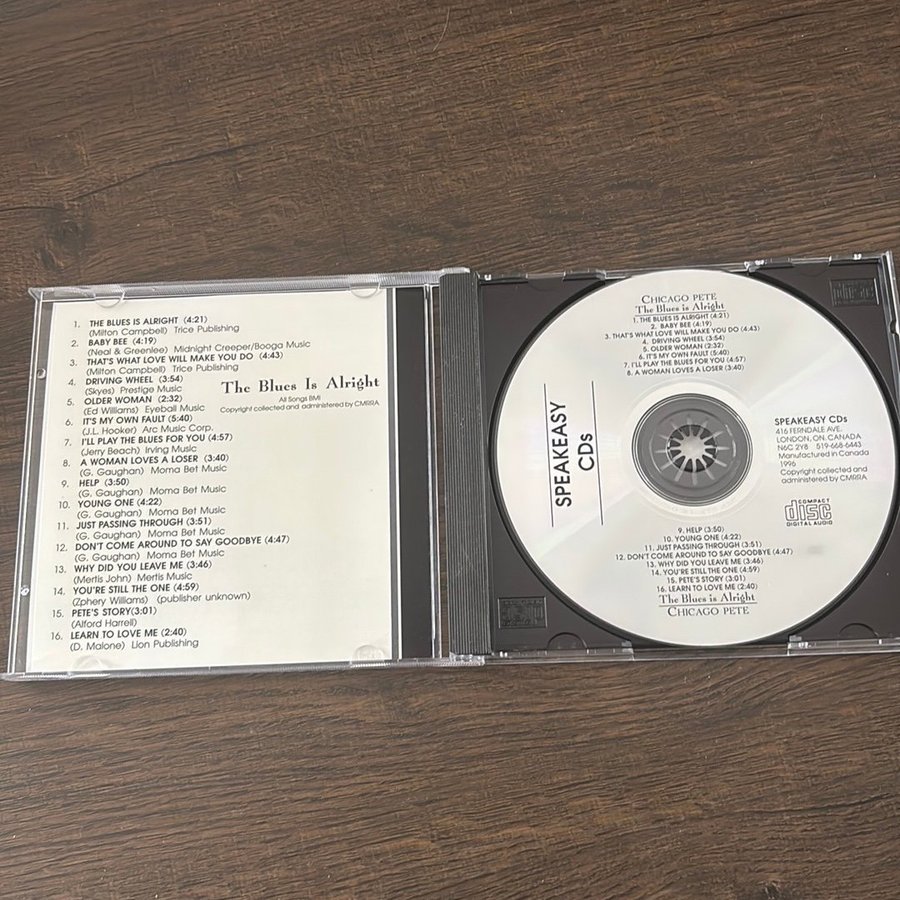 1. THE BLUES IS ALRIGHT (4:21)
(Milton Campbell) Trice Publishing
2. BABY BEE (4:19)
(Neal & Greenlee) Midnight Creeper/Booga Music
3. THAT'S WHAT LOVE WILL MAKE YOU DO (4:43)
(Milton Campbell) Trice Publishing
4. DRIVING WHEEL (3:54)
(Skyes) Prestige Music
5. OLDER WOMAN (2:32)
(Ed Williams) Eyeball Music
6. IT'S MY OWN FAULT (5:40)
(J.L. Hooker) Arc Music Corp.
7. I'LL PLAY THE BLUES FOR YOU (4:57)
(Jerry Beach) Irving Music
8. A WOMAN LOVES A LOSER (3:40)
(G. Gaughan) Moma Bet Music
9. HELP (3:50)
(G. Gaughan) Moma Bet Music
10. YOUNG ONE (4:22)
(G. Gaughan) Moma Bet Music
11. JUST PASSING THROUGH (3:51)
(G. Gaughan) Moma Bet Music
12. DON'T COME AROUND TO SAY GOODBYE (4:47)
(G. Gaughan) Moma Bet Music
13. WHY DID YOU LEAVE ME (3:46)
(Mertis John) Mertis Music
14. YOU'RE STILL THE ONE (4:59)
(Zphery Williams) (publisher unknown)
15. PETE'S STORY(3:01)
(Alford Harrell)
16. LEARN TO LOVE ME (2:40)
(D. Malone) Lion Publishing
The Blues Is Alright
All Songs BMI
Copyright collected and administered by CMRRA
CHICAGO PETE
The Blues is Alright
1. THE BLUES IS ALRIGHT (4:21)
2. BABY BEE (4:19)
3. THAT'S WHAT LOVE WILL MAKE YOU DO (4:43)
4. DRIVING WHEEL (3:54)
5. OLDER WOMAN (2:32)
6. IT'S MY OWN FAULT (5:40)
7. I'LL PLAY THE BLUES FOR YOU (4:57)
8. A WOMAN LOVES A LOSER (3:40)
SPEAKEASY
CDs
SPEAKEASY CDs
416 FERNDALE AVE.
LONDON, ON. CANADA
N6C 2Y8 519-668-6443
Manufactured in Canada
1996
Copyright collected and
administered by CMRRA
COMPACT
disc
DIGITAL AUDIO
9. HELP (3:50)
10. YOUNG ONE (4:22)
11. JUST PASSING THROUGH (3:51)
12. DON'T COME AROUND TO SAY GOODBYE (4:47)
13. WHY DID YOU LEAVE ME (3:46)
14. YOU'RE STILL THE ONE (4:59)
15. PETE'S STORY (3:01)
16. LEARN TO LOVE ME (2:40)
The Blues is Alright
CHICAGO PETE